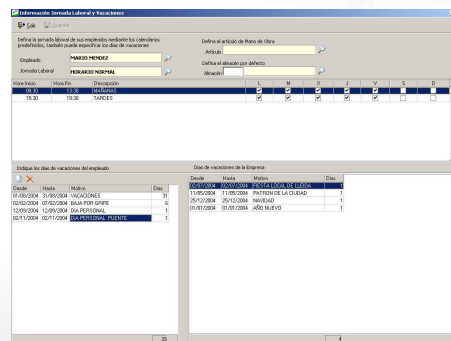 Información Jornada Laboral y Vacaciones
Salir Guardar
Defina la jornada laboral de sus empleados mediante los calendarios
predefinidos, también puede especificar los dias de vacaciones
Empleado MARIO MENDEZ
Jornada Laboral HORARIO NORMAL
Defina el artículo de Mano de Obra
Artículo
Defina el almacén por defecto
Almacén
Hora Inicio Hora Fin Descripción L M X J V S D
09:30 13:30 MAÑANAS
15:30 19:30 TARDES
Indique los dias de vacaciones del empleado
Desde Hasta Motivo Dias
01/08/2004 31/08/2004 VACACIONES 31
02/02/2004 07/02/2004 BAJA POR GRIPE 6
12/09/2004 12/09/2004 DIA PERSONAL 1
02/11/2004 02/11/2004 DIA PERSONAL: PUENTE 1
39
Dias de vacaciones de la Empresa
Desde Hasta Motivo Dias
02/07/2004 02/07/2004 FIESTA LOCAL DE LLEIDA 1
11/05/2004 11/05/2004 PATRON DE LA CIUDAD 1
25/12/2004 25/12/2004 NAVIDAD 1
01/01/2004 01/01/2004 AÑO NUEVO 1
4